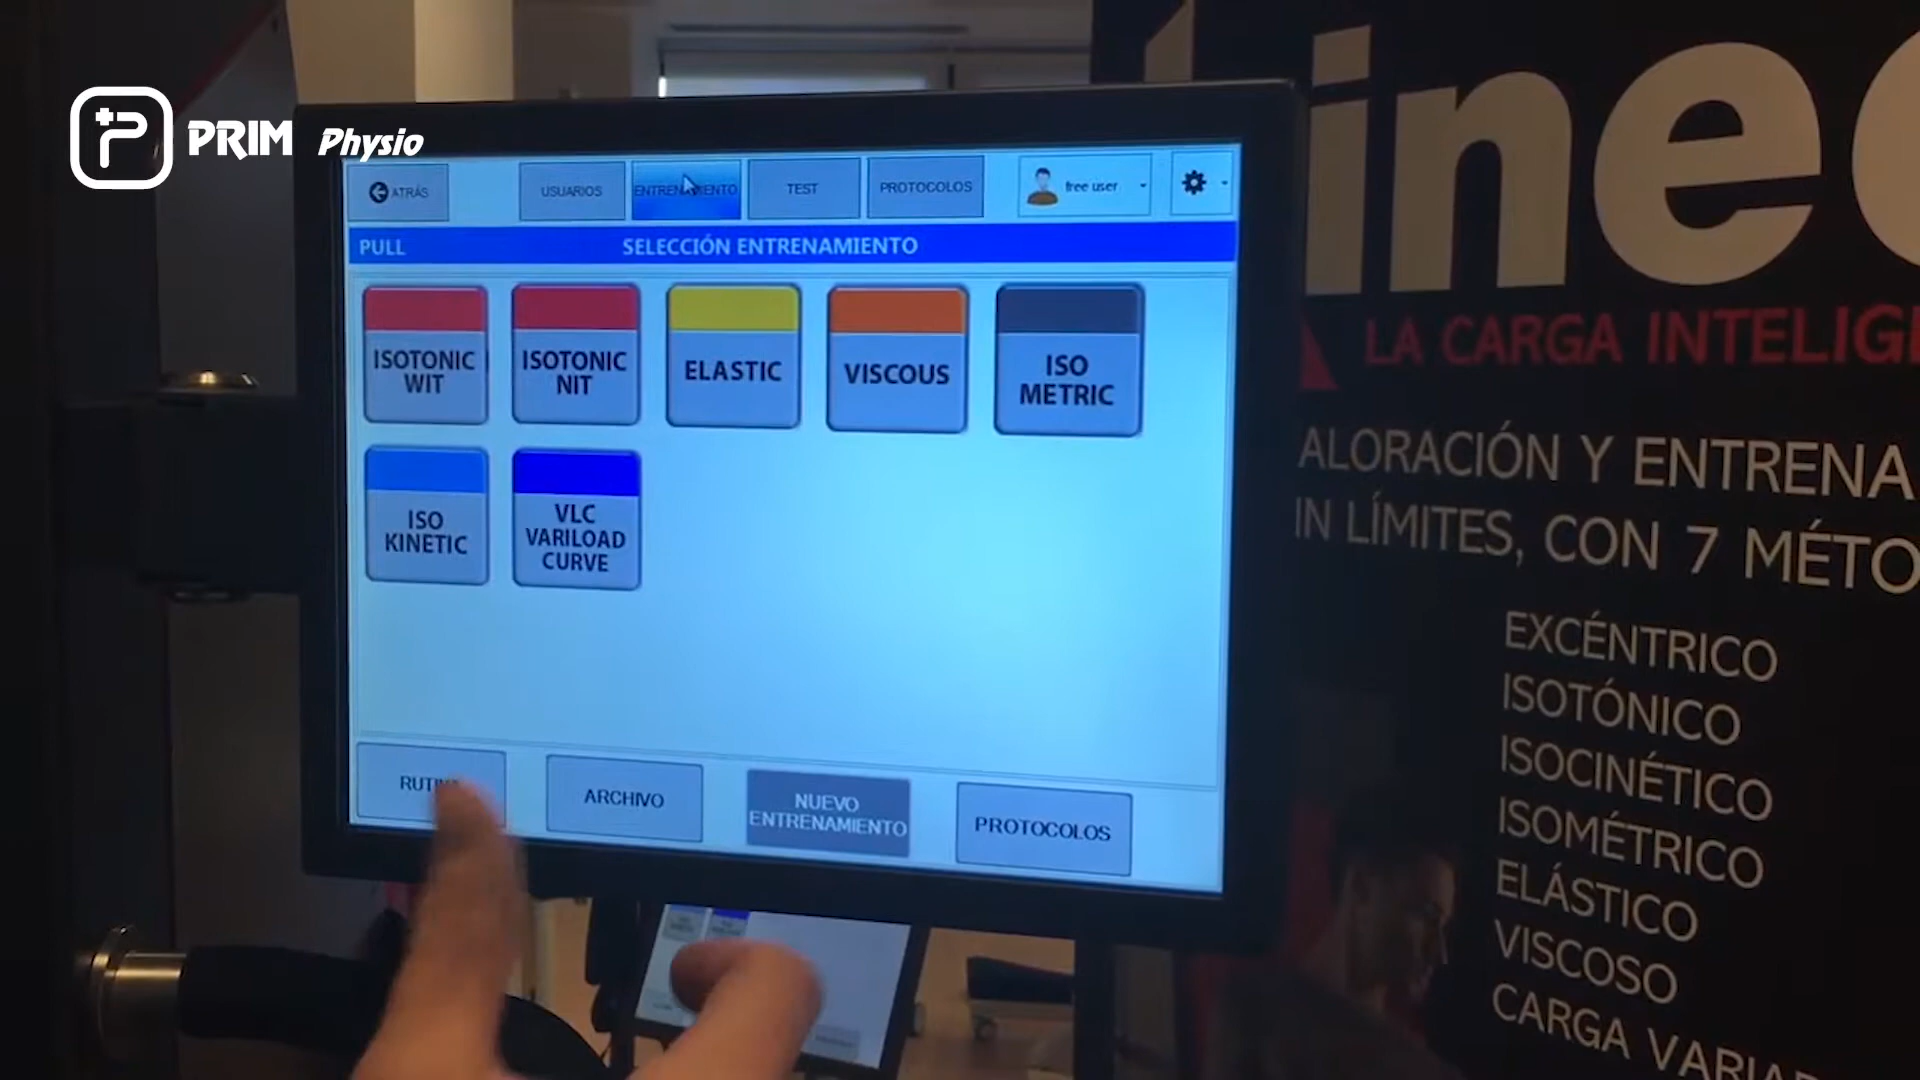 PRIM Physio
ATRÁS
USUARIOS
ENTRENAMIENTO
TEST
PROTOCOLOS
free user
PULL
SELECCIÓN ENTRENAMIENTO
ISOTONIC
WIT
ISOTONIC
NIT
ELASTIC
VISCOUS
ISO
METRIC
ISO
KINETIC
VLC
VARILOAD
CURVE
ARCHIVO
NUEVO
ENTRENAMIENTO
PROTOCOLOS
inec
LA CARGA INTELIG
ALORACIÓN Y ENTRENA
IN LÍMITES, CON 7 MÉTO
EXCÉNTRICO
ISOTÓNICO
ISOCINÉTICO
ISOMÉTRICO
ELÁSTICO
VISCOSO
CARGA VARIA